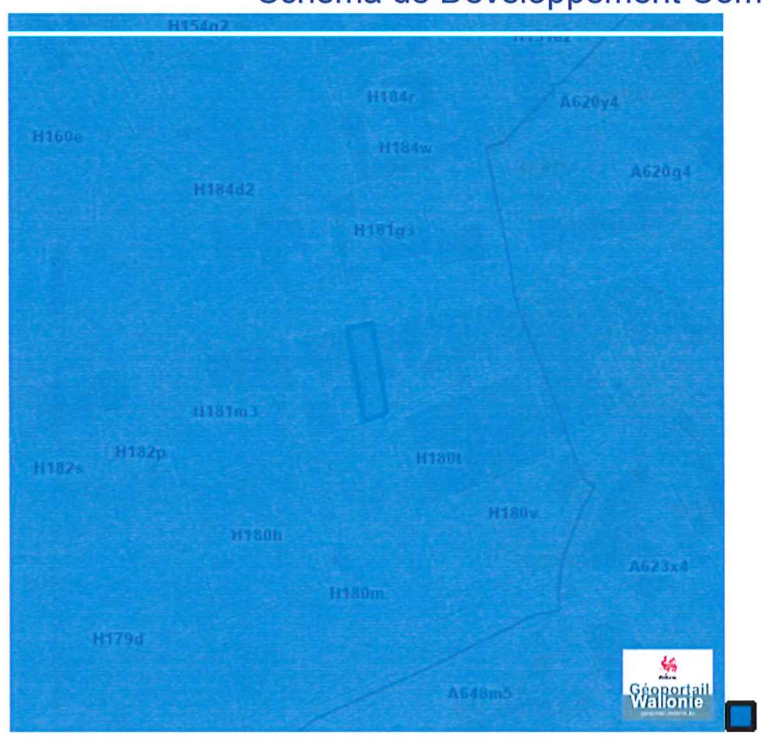 Schéma de Développement Com
H154g2
H151e2
H184r
A620y4
H160e
H184w
A620g4
H184d2
H181g3
H181m3
H182p
H182s
H180t
H180v
H180h
A623x4
H180m
H179d
A648m5
Géoportail
Wallonie